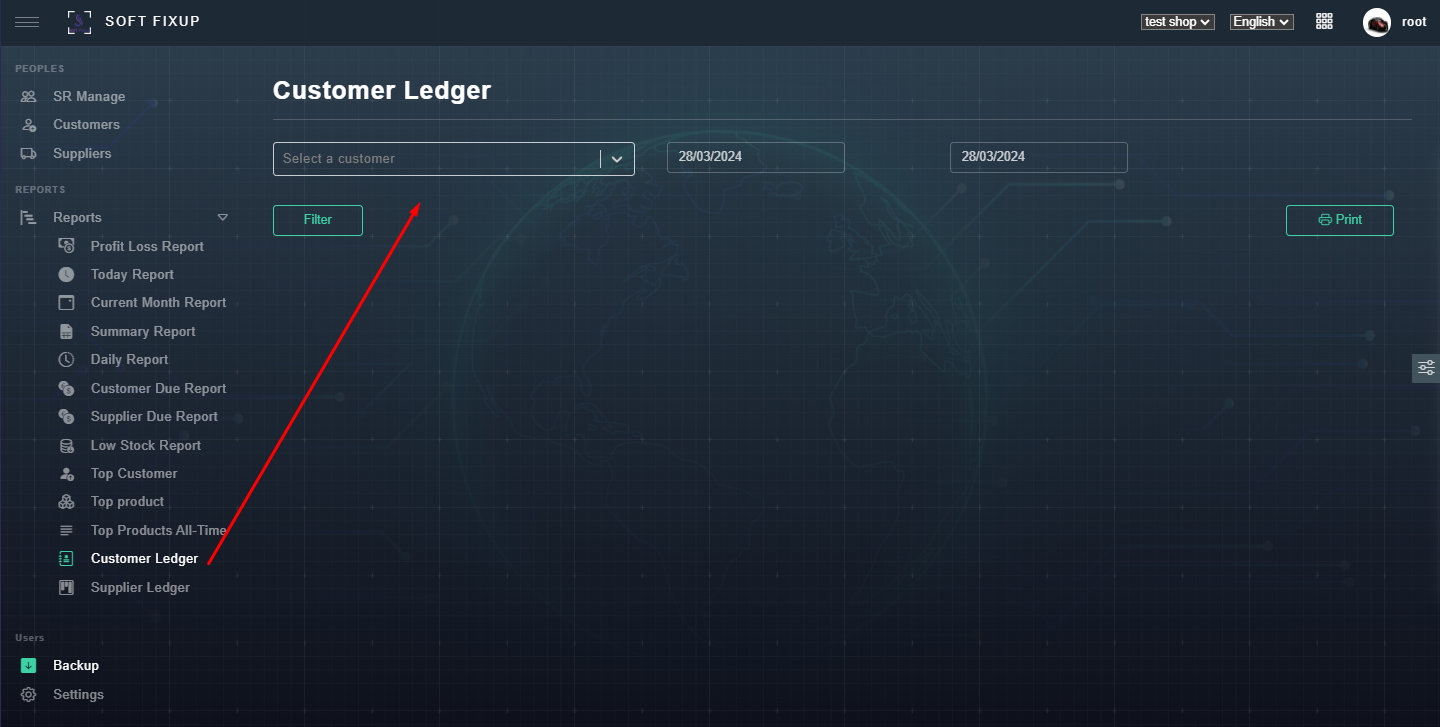 SOFT FIXUP
test shop
English
root
PEOPLES
SR Manage
Customers
Suppliers
REPORTS
Reports
Profit Loss Report
Today Report
Current Month Report
Summary Report
Daily Report
Customer Due Report
Supplier Due Report
Low Stock Report
Top Customer
Top product
Top Products All-Time
Customer Ledger
Supplier Ledger
Users
Backup
Settings
Customer Ledger
Select a customer
28/03/2024
28/03/2024
Filter
Print